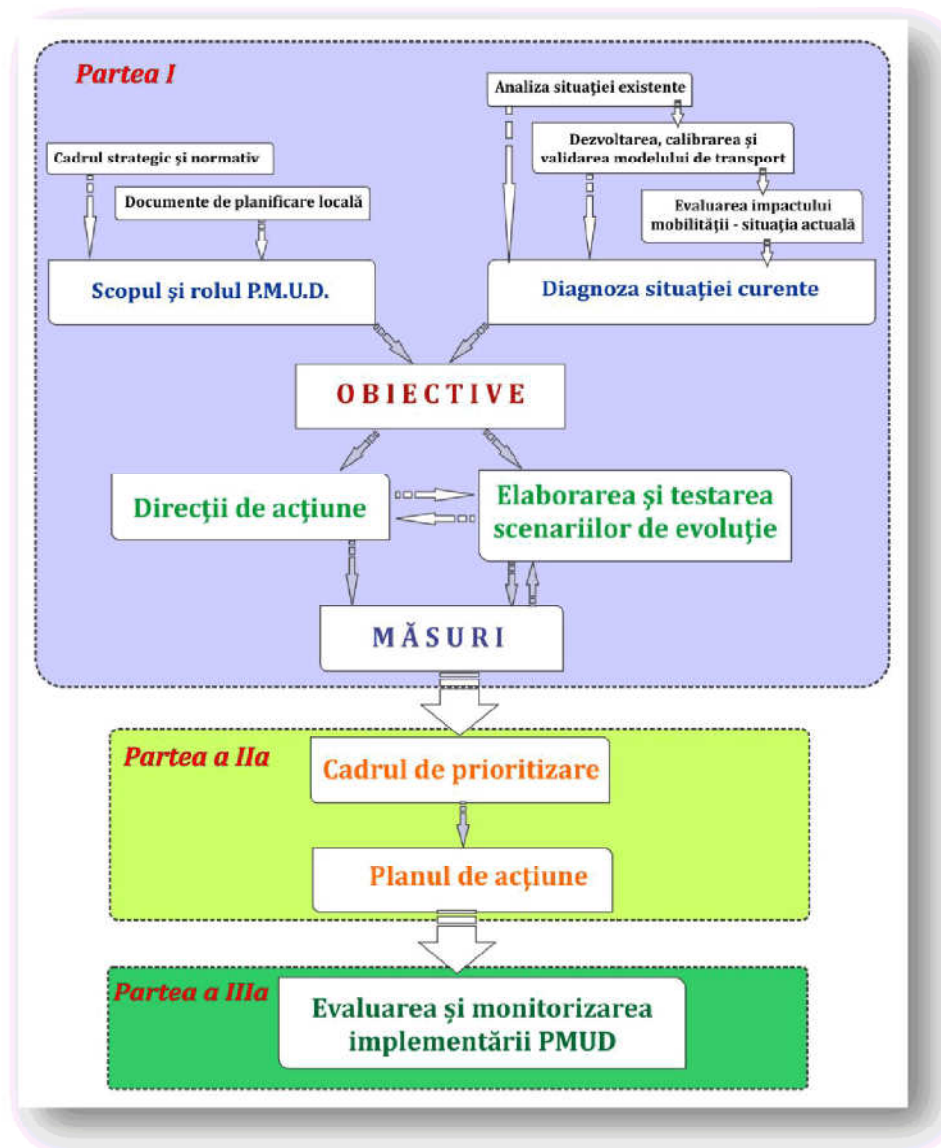 Partea I
Analiza situației existente
Dezvoltarea, calibrarea și
validarea modelului de transport
Cadrul strategic și normativ
Documente de planificare locală
Evaluarea impactului
mobilității - situația actuală
Scopul și rolul P.M.U.D.
Diagnoza situației curente
OBIECTIVE
Direcții de acțiune
Elaborarea și testarea
scenariilor de evoluție
MĂSURI
Partea a IIa
Cadrul de prioritizare
Planul de acțiune
Partea a IIIa
Evaluarea și monitorizarea
implementării PMUD